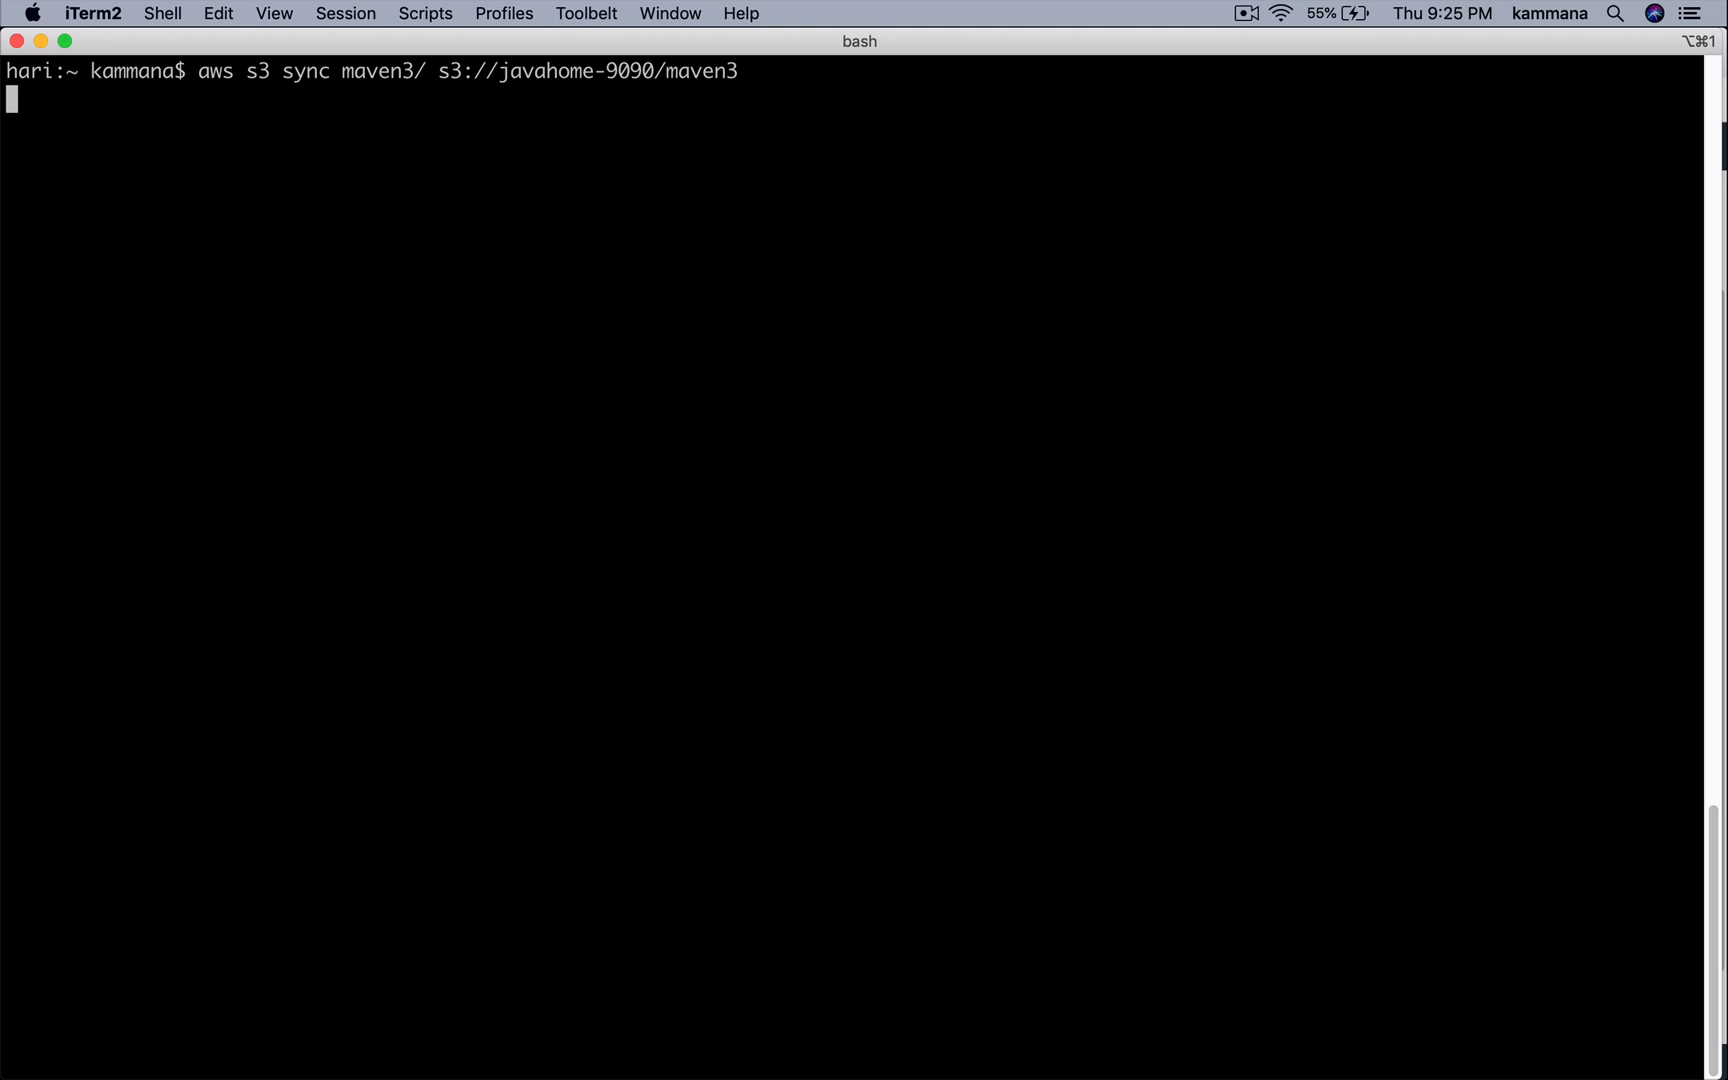 iTerm2 Shell Edit View Session Scripts Profiles Toolbelt Window Help 55% Thu 9:25 PM kammana
bash ⌥⌘1
hari:~ kammana$ aws s3 sync maven3/ s3://javahome-9090/maven3